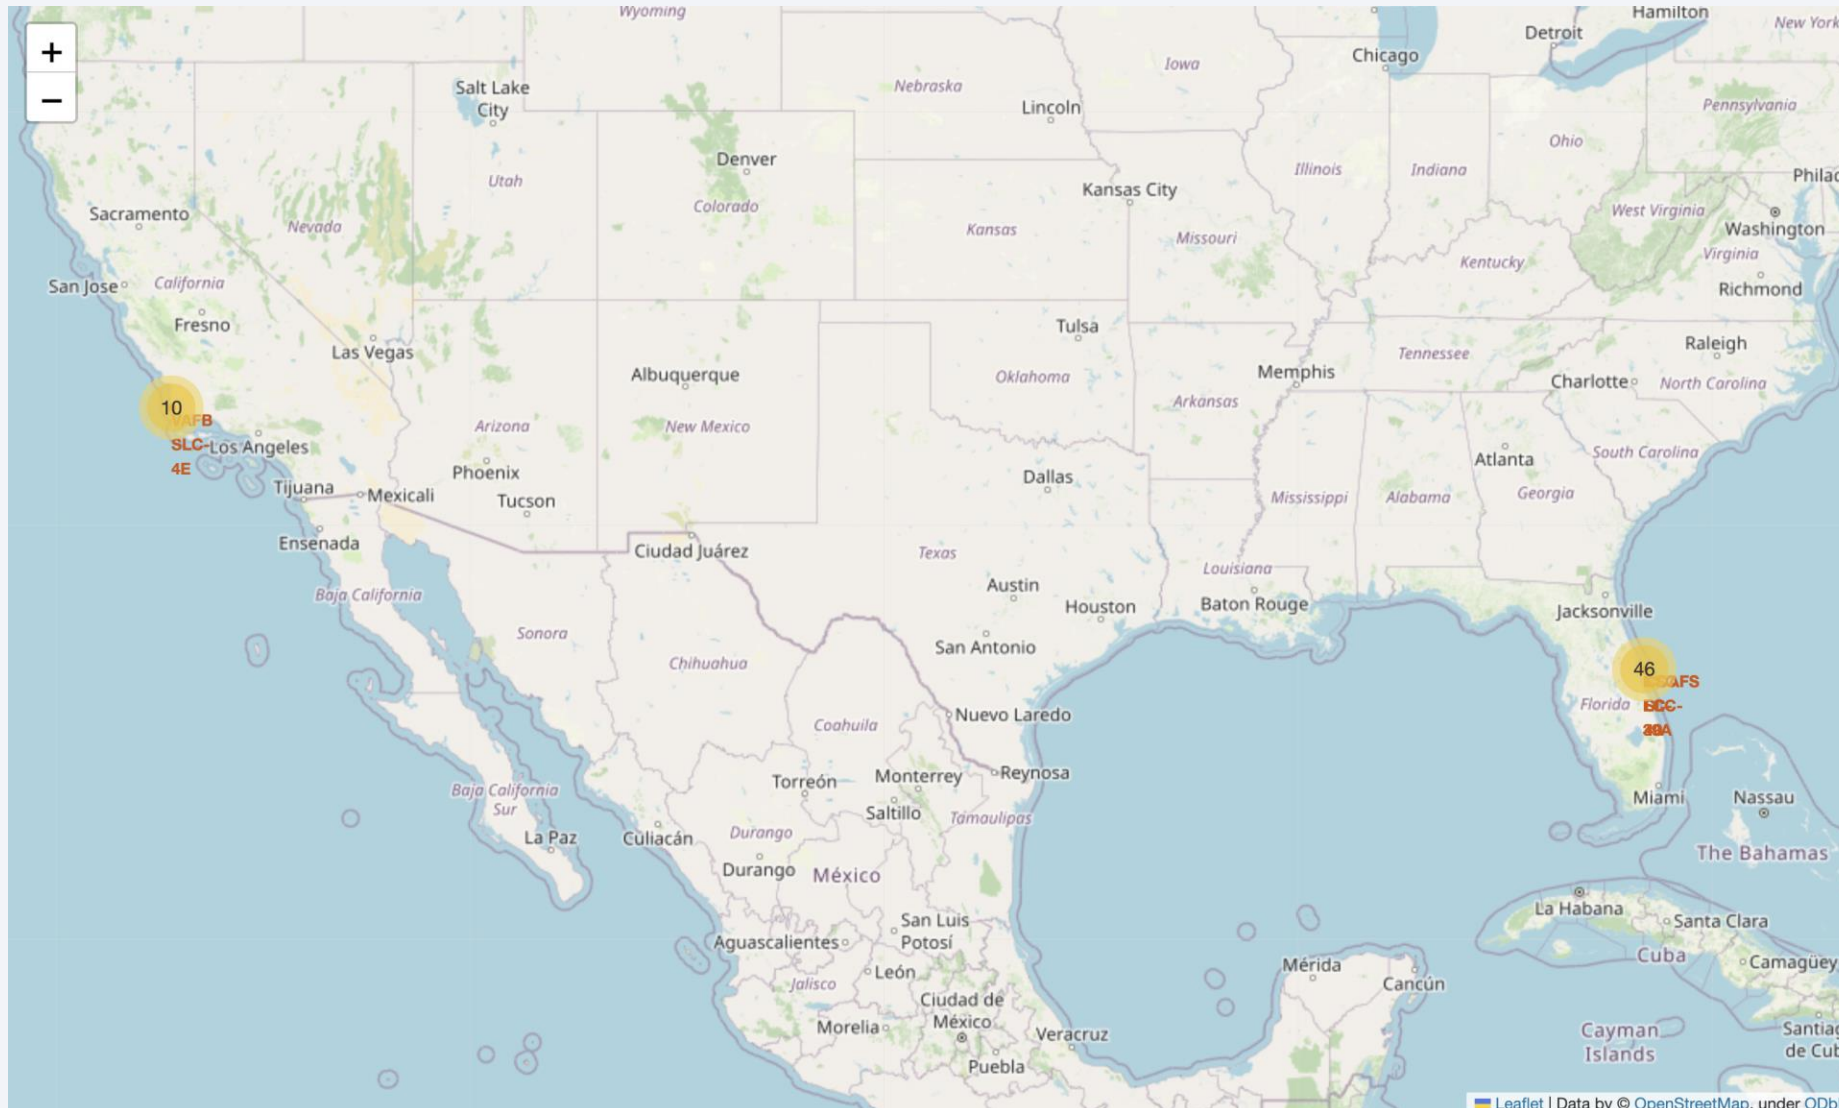 Wyoming
Hamilton
New York
Detroit
Chicago
+
−
Salt Lake
City
Iowa
Nebraska
Lincoln
Pennsylvania
Ohio
Denver
Illinois
Indiana
Utah
Kansas City
Colorado
Sacramento
Nevada
Kansas
Missouri
West Virginia
Washington
Virginia
Kentucky
San Jose
California
Richmond
Fresno
Las Vegas
Tulsa
Raleigh
Tennessee
Albuquerque
Oklahoma
Memphis
Charlotte
North Carolina
Arkansas
10
VAFB
SLC-
4E
Los Angeles
Arizona
New Mexico
Phoenix
Dallas
Atlanta
South Carolina
Tijuana
Mexicali
Tucson
Mississippi
Alabama
Georgia
Ensenada
Ciudad Juárez
Texas
Louisiana
Baja California
Austin
Houston
Baton Rouge
Jacksonville
Sonora
San Antonio
Chihuahua
46
Florida
Coahuila
Nuevo Laredo
Torreón
Monterrey
Reynosa
Baja California
Sur
Saltillo
Tamaulipas
Miami
Nassau
La Paz
Culiacán
Durango
Durango
México
The Bahamas
La Habana
Santa Clara
San Luis
Potosí
Aguascalientes
Cuba
Camagüey
León
Mérida
Cancún
Jalisco
Ciudad de
México
Morelia
Veracruz
Puebla
Cayman
Islands
de Cub
Leaflet | Data by © OpenStreetMap, under ODb